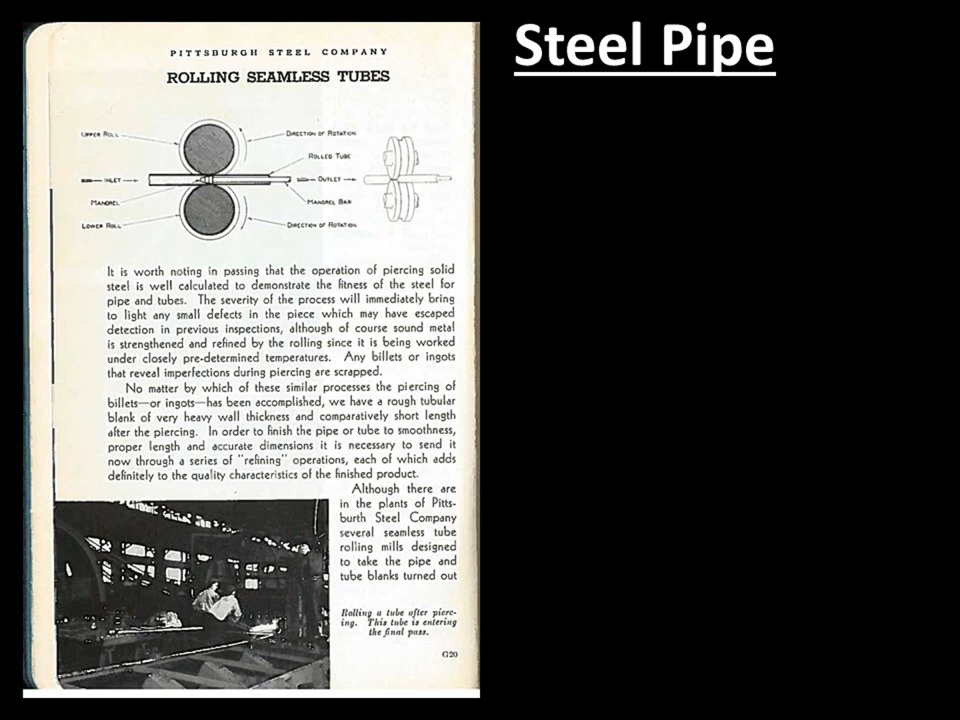 Steel Pipe
PITTSBURGH STEEL COMPANY
ROLLING SEAMLESS TUBES
UPPER ROLL
DIRECTION OF ROTATION
ROLLED TUBE
INLET
OUTLET
MANDREL
MANDREL BAR
LOWER ROLL
DIRECTION OF ROTATION
It is worth noting in passing that the operation of piercing solid
steel is well calculated to demonstrate the fitness of the steel for
pipe and tubes. The severity of the process will immediately bring
to light any small defects in the piece which may have escaped
detection in previous inspections, although of course sound metal
is strengthened and refined by the rolling since it is being worked
under closely pre-determined temperatures. Any billets or ingots
that reveal imperfections during piercing are scrapped.
No matter by which of these similar processes the piercing of
billets—or ingots—has been accomplished, we have a rough tubular
blank of very heavy wall thickness and comparatively short length
after the piercing. In order to finish the pipe or tube to smoothness,
proper length and accurate dimensions it is necessary to send it
now through a series of "refining" operations, each of which adds
definitely to the quality characteristics of the finished product.
Although there are
in the plants of Pitts-
burth Steel Company
several seamless tube
rolling mills designed
to take the pipe and
tube blanks turned out
Rolling a tube after pierc-
ing. This tube is entering
the final pass.
G20